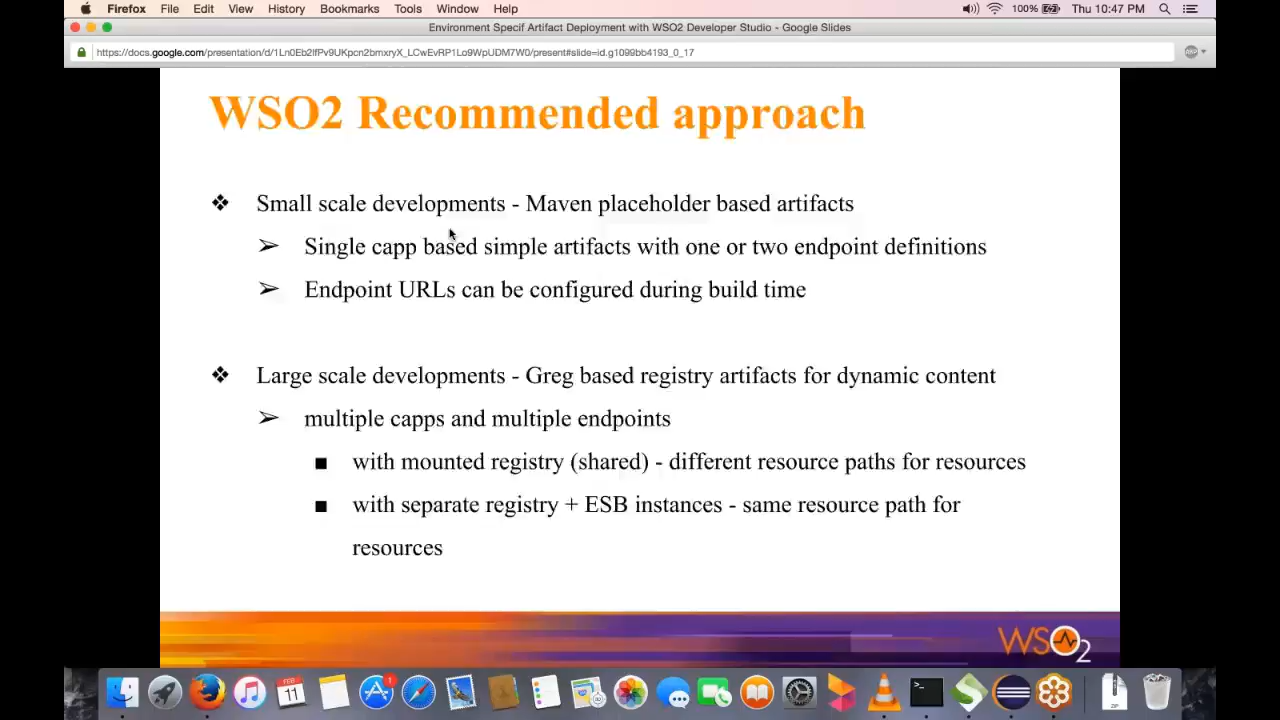 Firefox File Edit View History Bookmarks Tools Window Help 100% Thu 10:47 PM
Environment Specif Artifact Deployment with WSO2 Developer Studio - Google Slides
https://docs.google.com/presentation/d/1Ln0Eb2lfPv9UKpcn2bmxryX_LCwEvRP1Lo9WpUDM7W0/present#slide=id.g1099bb4193_0_17
WSO2 Recommended approach
❖ Small scale developments - Maven placeholder based artifacts
➢ Single capp based simple artifacts with one or two endpoint definitions
➢ Endpoint URLs can be configured during build time
❖ Large scale developments - Greg based registry artifacts for dynamic content
➢ multiple capps and multiple endpoints
■ with mounted registry (shared) - different resource paths for resources
■ with separate registry + ESB instances - same resource path for
resources
WSO2
FEB
11
1
ZIP